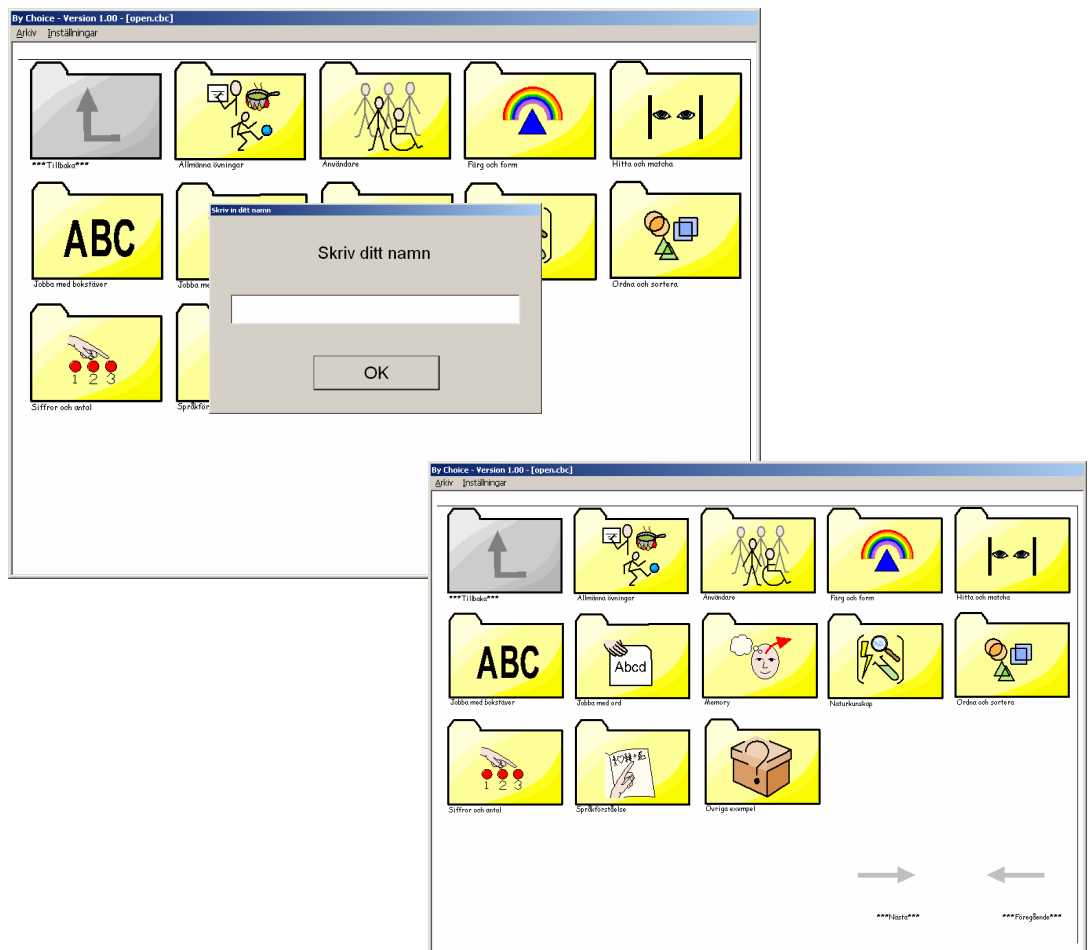 By Choice - Version 1.00 - [open.cbc]
Arkiv Inställningar
***Tillbaka*** Allmänna övningar Användare Färg och form Hitta och matcha
ABC
Skriv in ditt namn
Skriv ditt namn
Jobba med bokstäver Jobba me Ordna och sortera
OK
1 2 3
Siffror och antal Språkför
By Choice - Version 1.00 - [open.cbc]
Arkiv Inställningar
***Tillbaka*** Allmänna övningar Användare Färg och form Hitta och matcha
ABC Abcd
Jobba med bokstäver Jobba med ord Memory Naturkunskap Ordna och sortera
1 2 3
Siffror och antal Språkförståelse Övriga exempel
***Nästa*** ***Föregående***